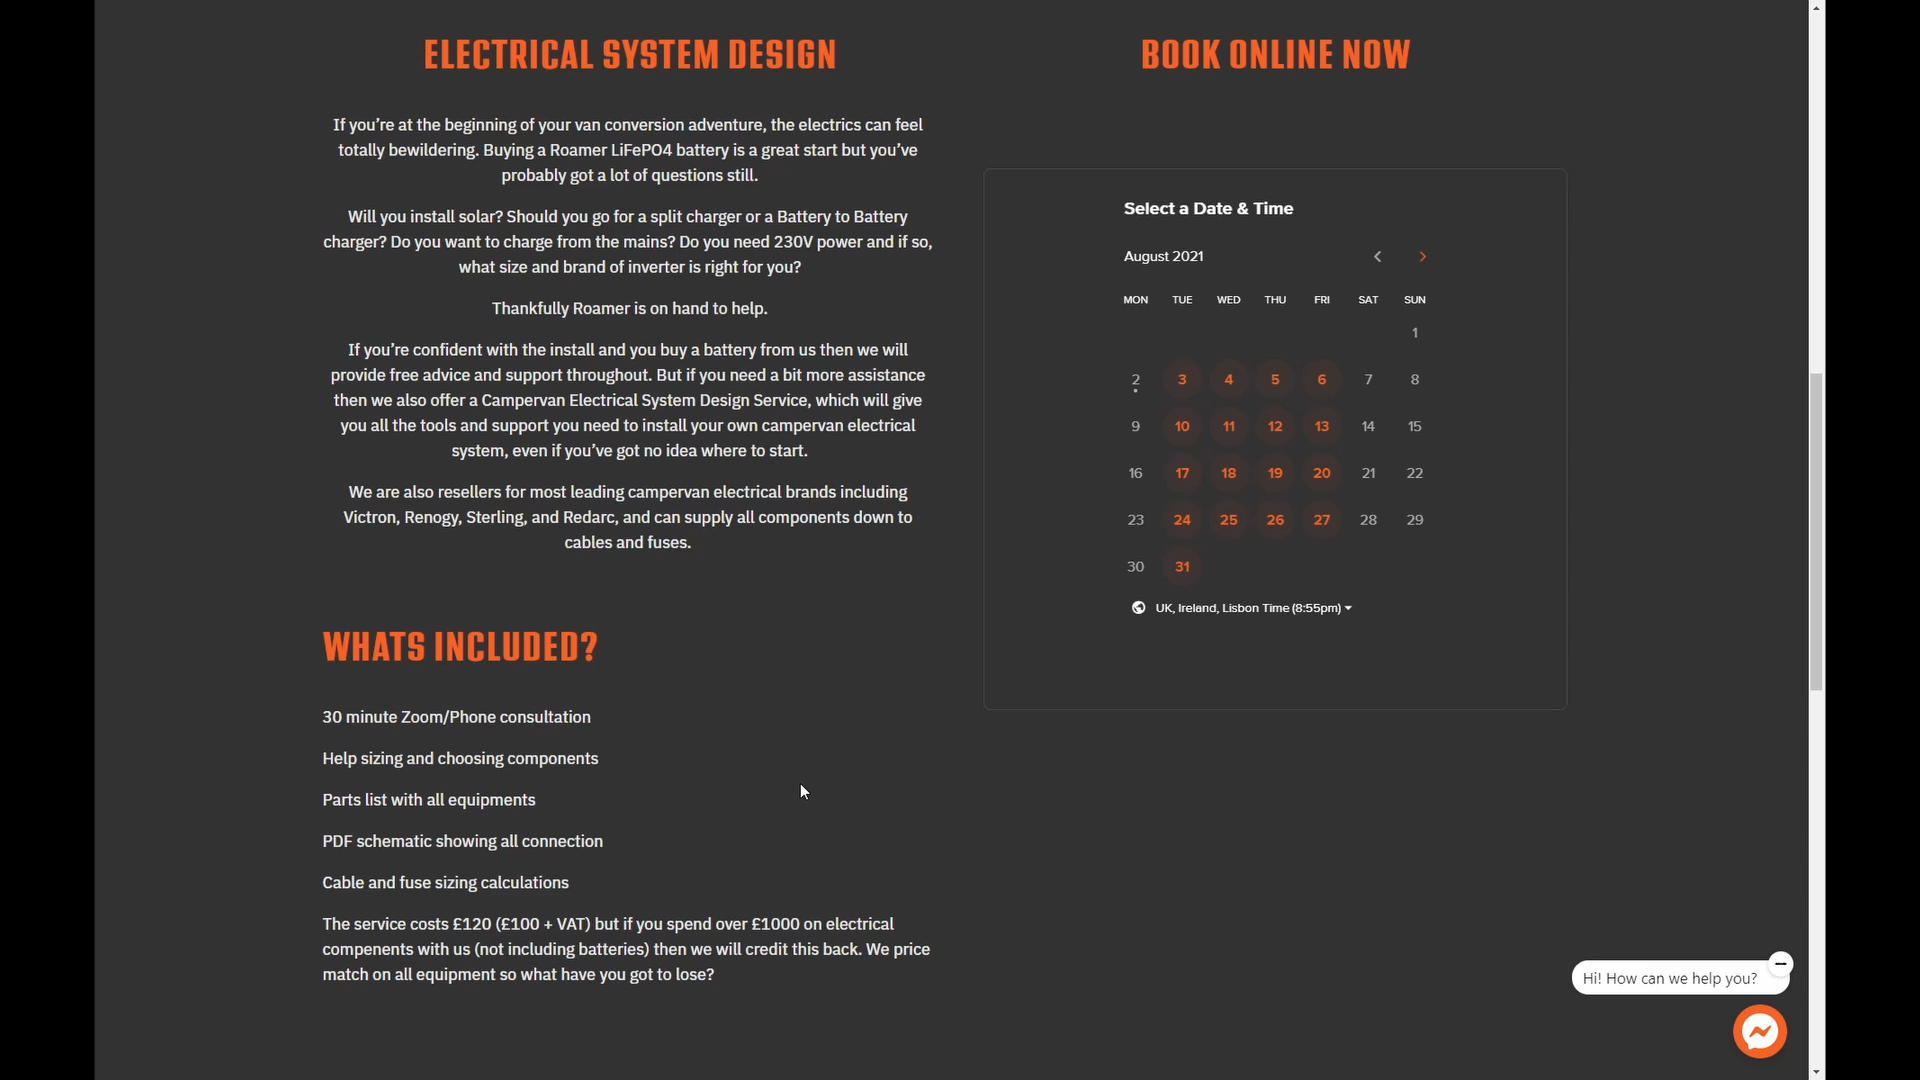 ELECTRICAL SYSTEM DESIGN
If you’re at the beginning of your van conversion adventure, the electrics can feel
totally bewildering. Buying a Roamer LiFePO4 battery is a great start but you’ve
probably got a lot of questions still.
Will you install solar? Should you go for a split charger or a Battery to Battery
charger? Do you want to charge from the mains? Do you need 230V power and if so,
what size and brand of inverter is right for you?
Thankfully Roamer is on hand to help.
If you’re confident with the install and you buy a battery from us then we will
provide free advice and support throughout. But if you need a bit more assistance
then we also offer a Campervan Electrical System Design Service, which will give
you all the tools and support you need to install your own campervan electrical
system, even if you’ve got no idea where to start.
We are also resellers for most leading campervan electrical brands including
Victron, Renogy, Sterling, and Redarc, and can supply all components down to
cables and fuses.
WHATS INCLUDED?
30 minute Zoom/Phone consultation
Help sizing and choosing components
Parts list with all equipments
PDF schematic showing all connection
Cable and fuse sizing calculations
The service costs £120 (£100 + VAT) but if you spend over £1000 on electrical
compenents with us (not including batteries) then we will credit this back. We price
match on all equipment so what have you got to lose?
BOOK ONLINE NOW
Select a Date & Time
August 2021
MON TUE WED THU FRI SAT SUN
1
2 3 4 5 6 7 8
9 10 11 12 13 14 15
16 17 18 19 20 21 22
23 24 25 26 27 28 29
30 31
UK, Ireland, Lisbon Time (8:55pm)
Hi! How can we help you?